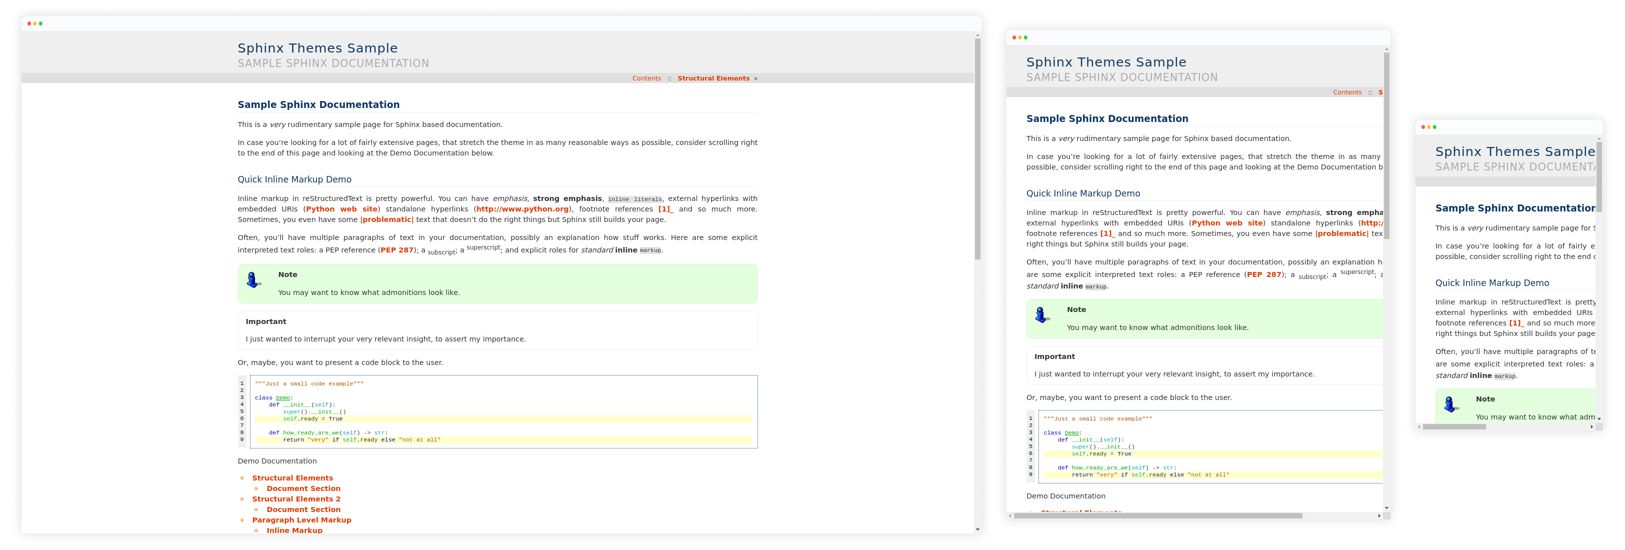 Sphinx Themes Sample
SAMPLE SPHINX DOCUMENTATION
Contents :: Structural Elements »
Sample Sphinx Documentation
This is a very rudimentary sample page for Sphinx based documentation.
In case you're looking for a lot of fairly extensive pages, that stretch the theme in as many reasonable ways as possible, consider scrolling right
to the end of this page and looking at the Demo Documentation below.
Quick Inline Markup Demo
Inline markup in reStructuredText is pretty powerful. You can have emphasis, strong emphasis, inline literals, external hyperlinks with
embedded URIs (Python web site) standalone hyperlinks (http://www.python.org), footnote references [1]_ and so much more.
Sometimes, you even have some |problematic| text that doesn't do the right things but Sphinx still builds your page.
Often, you'll have multiple paragraphs of text in your documentation, possibly an explanation how stuff works. Here are some explicit
interpreted text roles: a PEP reference (PEP 287); a subscript; a superscript, and explicit roles for standard inline markup.
Note
You may want to know what admonitions look like.
Important
I just wanted to interrupt your very relevant insight, to assert my importance.
Or, maybe, you want to present a code block to the user.
1 """Just a small code example"""
2
3 class Demo:
4 def __init__(self):
5 super().__init__()
6 self.ready = True
7
8 def how_ready_are_we(self) -> str:
9 return "very" if self.ready else "not at all"
Demo Documentation
Structural Elements
Document Section
Structural Elements 2
Document Section
Paragraph Level Markup
Inline Markup
Sphinx Themes Sample
SAMPLE SPHINX DOCUMENTATION
Contents :: S
Sample Sphinx Documentation
This is a very rudimentary sample page for Sphinx based documentation.
In case you're looking for a lot of fairly extensive pages, that stretch the theme in as many
possible, consider scrolling right to the end of this page and looking at the Demo Documentation b
Quick Inline Markup Demo
Inline markup in reStructuredText is pretty powerful. You can have emphasis, strong empha
external hyperlinks with embedded URIs (Python web site) standalone hyperlinks (http:/
footnote references [1]_ and so much more. Sometimes, you even have some |problematic| tex
right things but Sphinx still builds your page.
Often, you'll have multiple paragraphs of text in your documentation, possibly an explanation h
are some explicit interpreted text roles: a PEP reference (PEP 287); a subscript; a superscript, a
standard inline markup.
Note
You may want to know what admonitions look like.
Important
I just wanted to interrupt your very relevant insight, to assert my importance.
Or, maybe, you want to present a code block to the user.
1 """Just a small code example"""
2
3 class Demo:
4 def __init__(self):
5 super().__init__()
6 self.ready = True
7
8 def how_ready_are_we(self) -> str:
9 return "very" if self.ready else "not at all"
Demo Documentation
Sphinx Themes Sample
SAMPLE SPHINX DOCUMENTA
Sample Sphinx Documentation
This is a very rudimentary sample page for S
In case you're looking for a lot of fairly e
possible, consider scrolling right to the end o
Quick Inline Markup Demo
Inline markup in reStructuredText is pretty
external hyperlinks with embedded URIs
footnote references [1]_ and so much more
right things but Sphinx still builds your page
Often, you'll have multiple paragraphs of te
are some explicit interpreted text roles: a
standard inline markup.
Note
You may want to know what adm